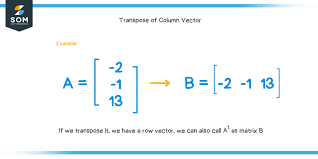 SOM
Transpose of Column Vector
Example
A = [ -2
-1
13 ]
→ B = [ -2 -1 13 ]
If we transpose it, we have a row vector, we can also call Aᵀ as matrix B